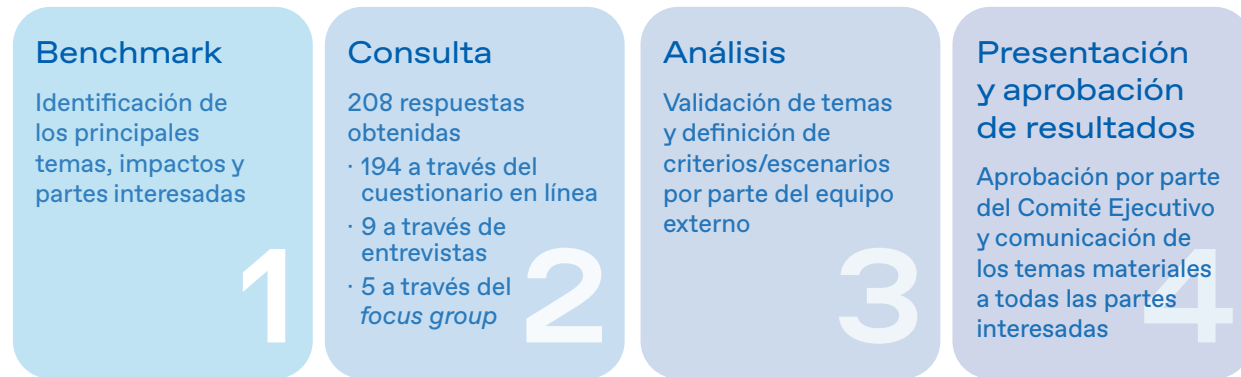 Benchmark
Identificación de
los principales
temas, impactos y
partes interesadas
1
Consulta
208 respuestas
obtenidas
· 194 a través del
cuestionario en línea
· 9 a través de
entrevistas
· 5 a través del
focus group
2
Análisis
Validación de temas
y definición de
criterios/escenarios
por parte del equipo
externo
3
Presentación
y aprobación
de resultados
Aprobación por parte
del Comité Ejecutivo
y comunicación de
los temas materiales
a todas las partes
interesadas
4